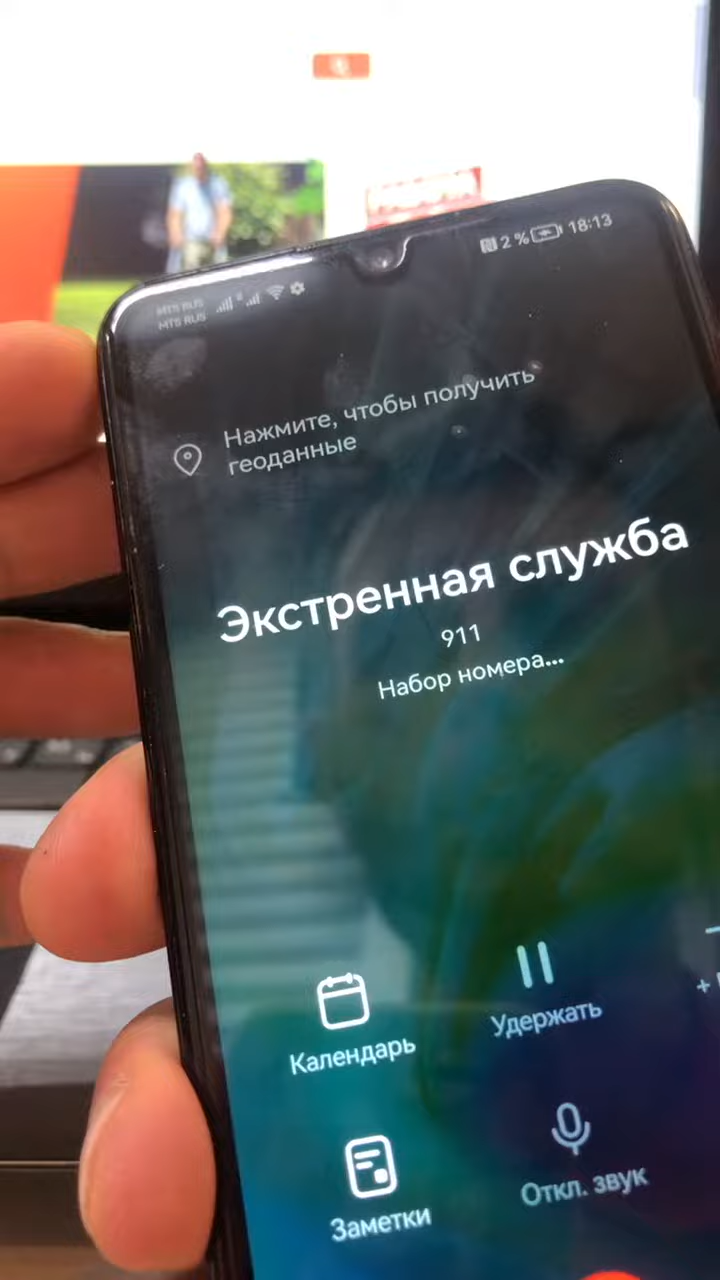 MTS RUS
MTS RUS
2 % 18:13
Нажмите, чтобы получить
геоданные
Экстренная служба
911
Набор номера...
Календарь
Удержать
+
Заметки
Откл. звук